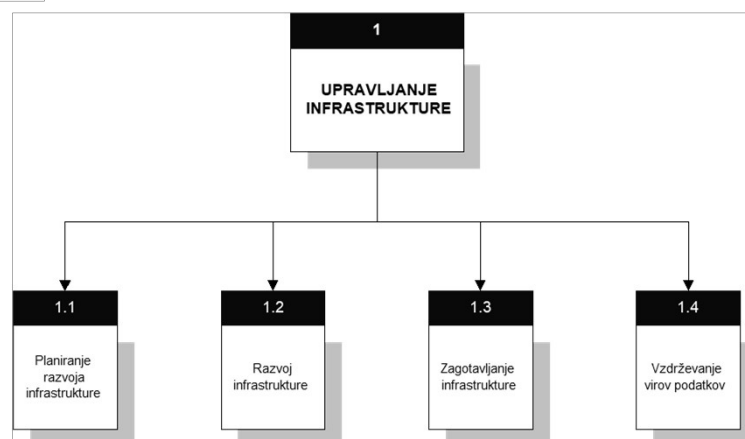 1
UPRAVLJANJE
INFRASTRUKTURE
1.1
Planiranje
razvoja
infrastrukture
1.2
Razvoj
infrastrukture
1.3
Zagotavljanje
infrastrukture
1.4
Vzdrževanje
virov podatkov